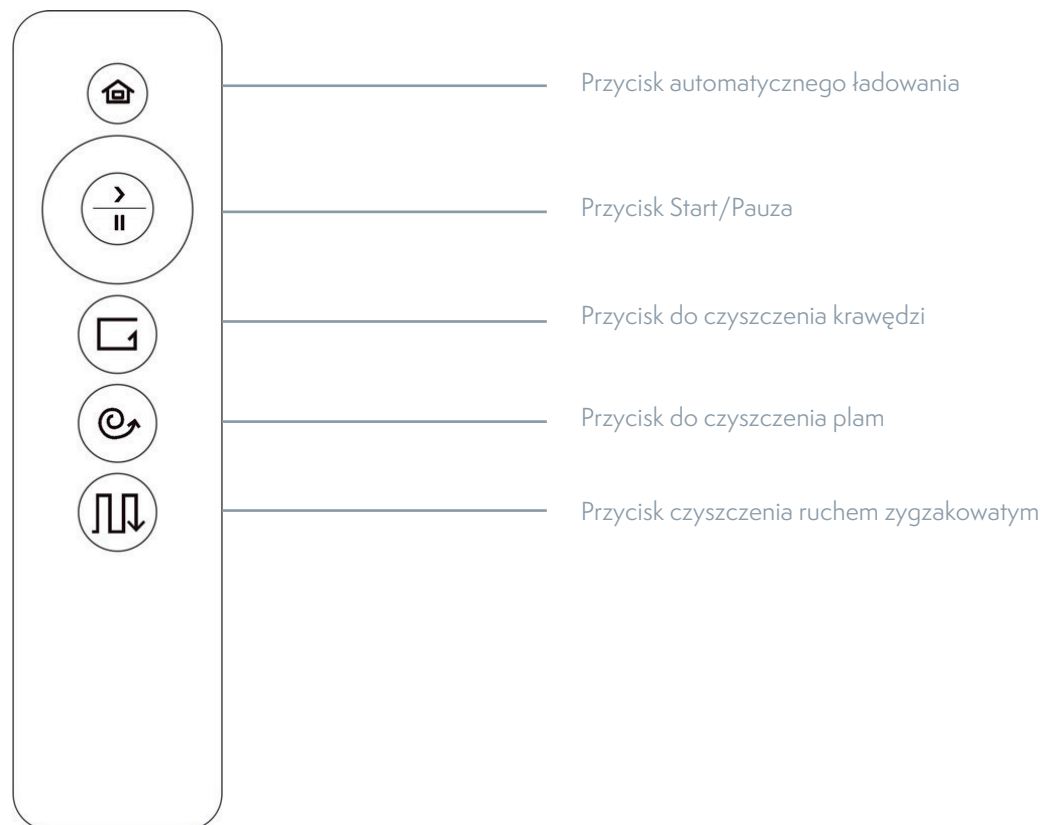 Przycisk automatycznego ładowania
Przycisk Start/Pauza
Przycisk do czyszczenia krawędzi
Przycisk do czyszczenia plam
Przycisk czyszczenia ruchem zygzakowatym